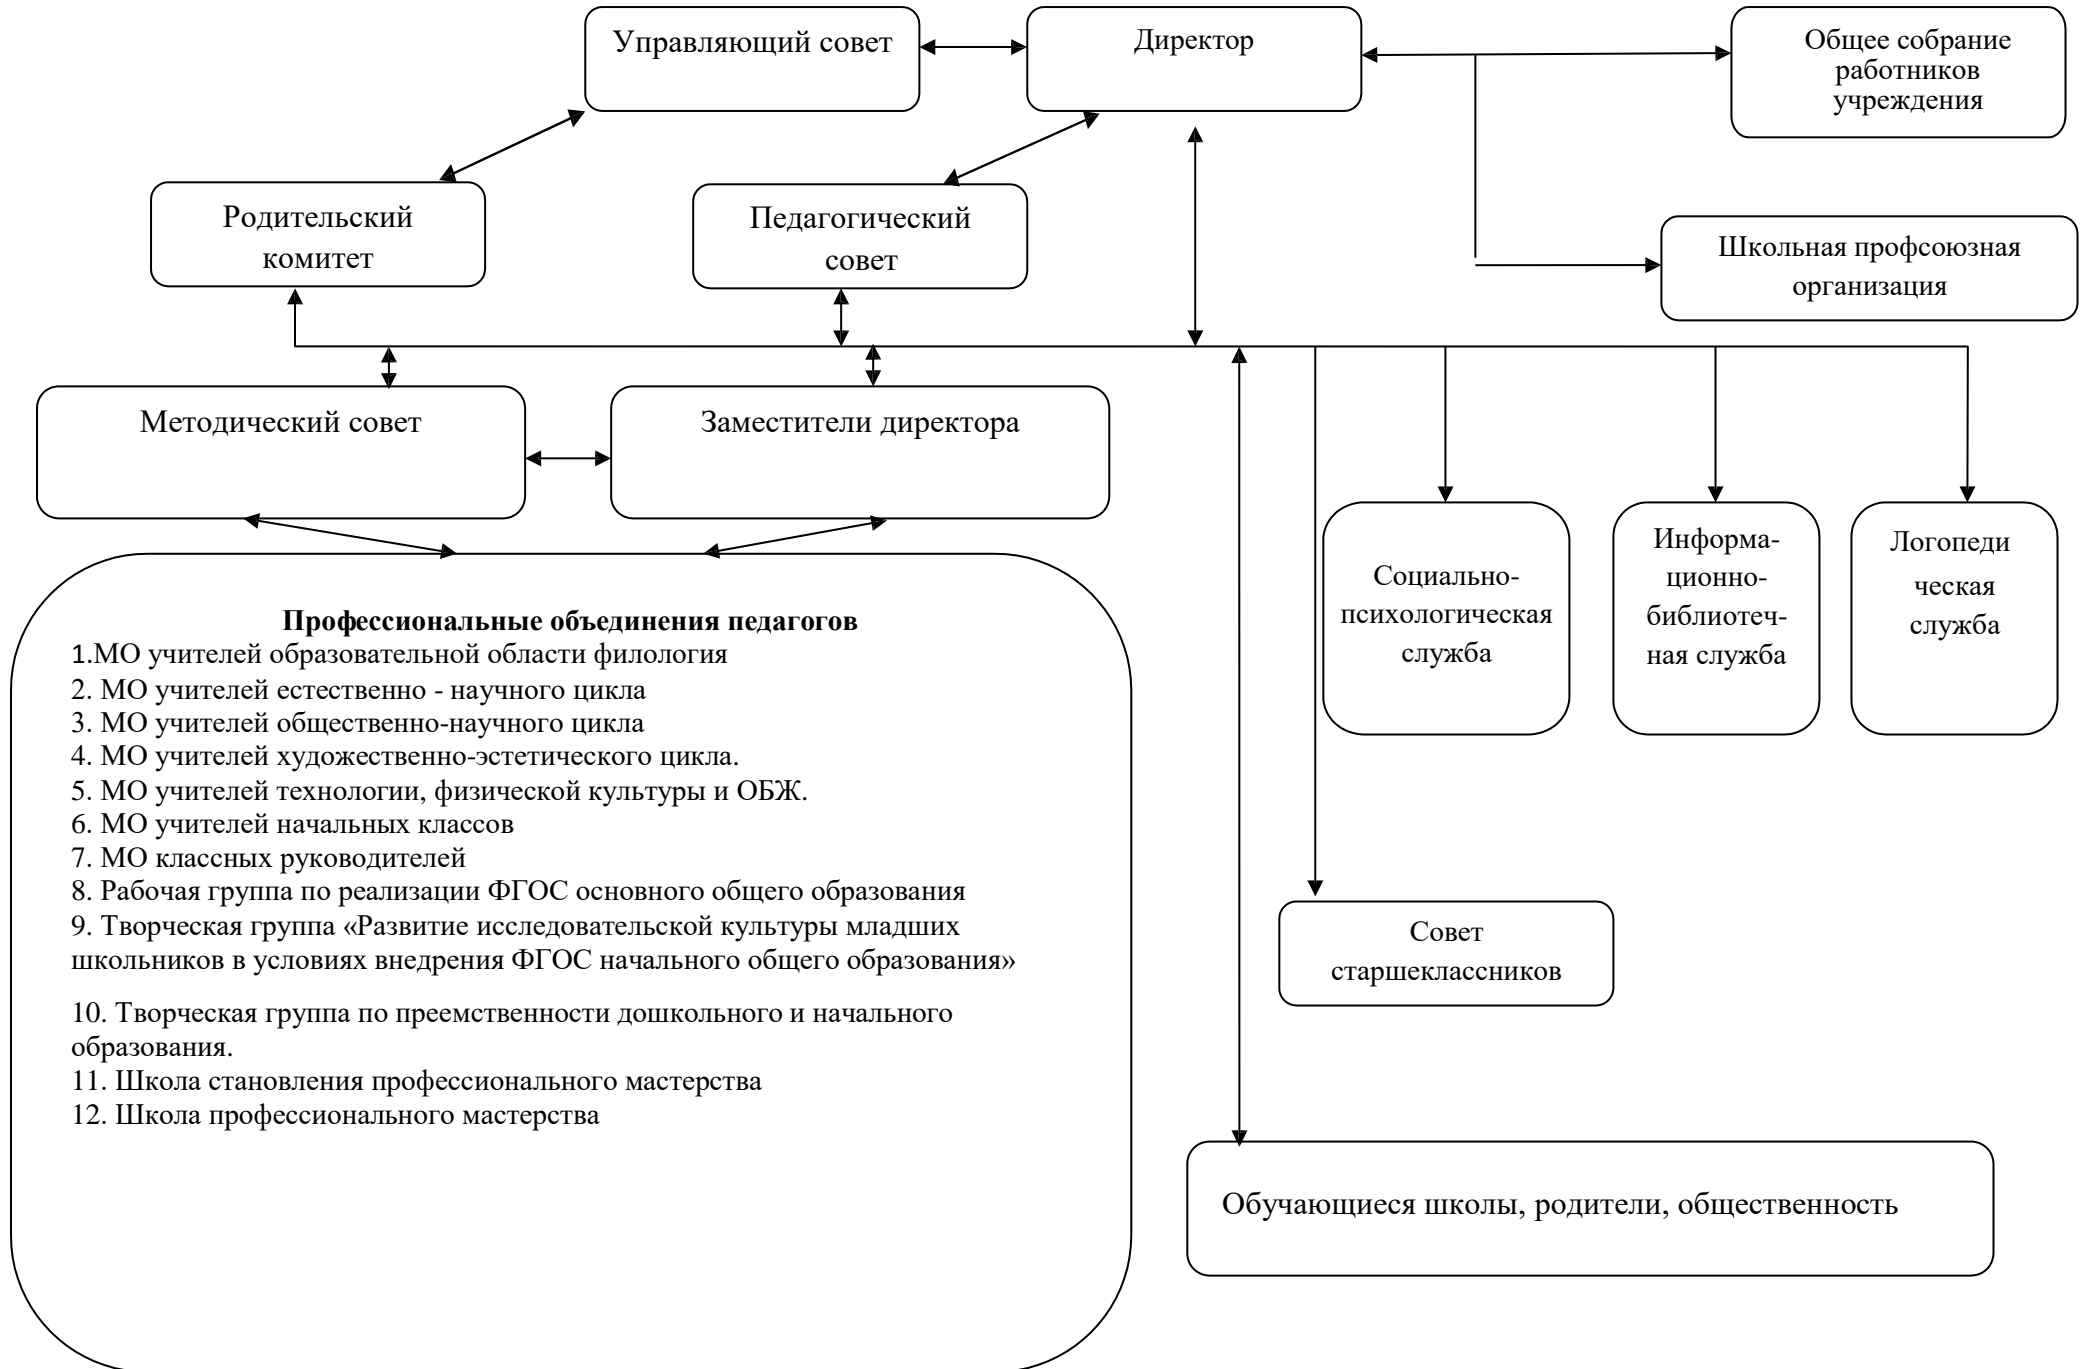 Управляющий совет
Директор
Общее собрание
работников
учреждения
Родительский
комитет
Педагогический
совет
Школьная профсоюзная
организация
Методический совет
Заместители директора
Социально-
психологическая
служба
Информа-
ционно-
библиотеч-
ная служба
Логопеди
ческая
служба
Профессиональные объединения педагогов
1.МО учителей образовательной области филология
2. МО учителей естественно - научного цикла
3. МО учителей общественно-научного цикла
4. МО учителей художественно-эстетического цикла.
5. МО учителей технологии, физической культуры и ОБЖ.
6. МО учителей начальных классов
7. МО классных руководителей
8. Рабочая группа по реализации ФГОС основного общего образования
9. Творческая группа «Развитие исследовательской культуры младших
школьников в условиях внедрения ФГОС начального общего образования»
10. Творческая группа по преемственности дошкольного и начального
образования.
11. Школа становления профессионального мастерства
12. Школа профессионального мастерства
Совет
старшеклассников
Обучающиеся школы, родители, общественность